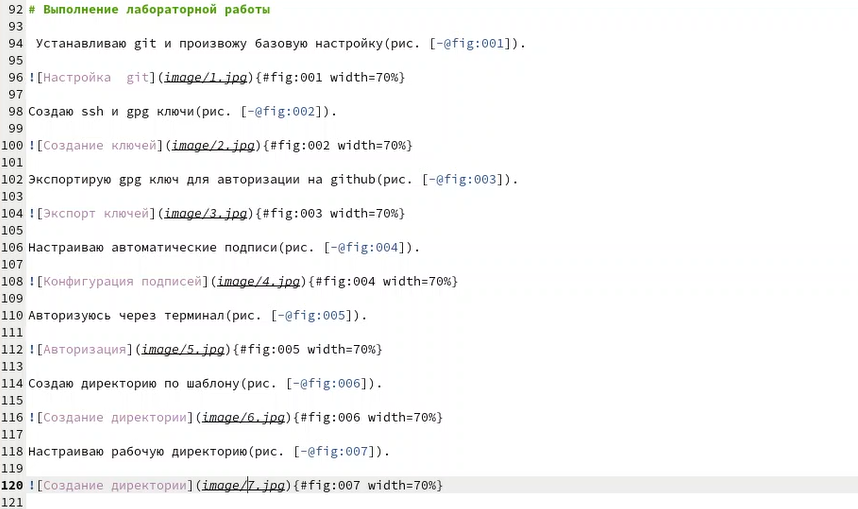 92 # Выполнение лабораторной работы
93
94 Устанавливаю git и произвожу базовую настройку(рис. [-@fig:001]).
95
96 ![Настройка  git](image/1.jpg){#fig:001 width=70%}
97
98 Создаю ssh и gpg ключи(рис. [-@fig:002]).
99
100 ![Создание ключей](image/2.jpg){#fig:002 width=70%}
101
102 Экспортирую gpg ключ для авторизации на github(рис. [-@fig:003]).
103
104 ![Экспорт ключей](image/3.jpg){#fig:003 width=70%}
105
106 Настраиваю автоматические подписи(рис. [-@fig:004]).
107
108 ![Конфигурация подписей](image/4.jpg){#fig:004 width=70%}
109
110 Авторизуюсь через терминал(рис. [-@fig:005]).
111
112 ![Авторизация](image/5.jpg){#fig:005 width=70%}
113
114 Создаю директорию по шаблону(рис. [-@fig:006]).
115
116 ![Создание директории](image/6.jpg){#fig:006 width=70%}
117
118 Настраиваю рабочую директорию(рис. [-@fig:007]).
119
120 ![Создание директории](image/7.jpg){#fig:007 width=70%}
121